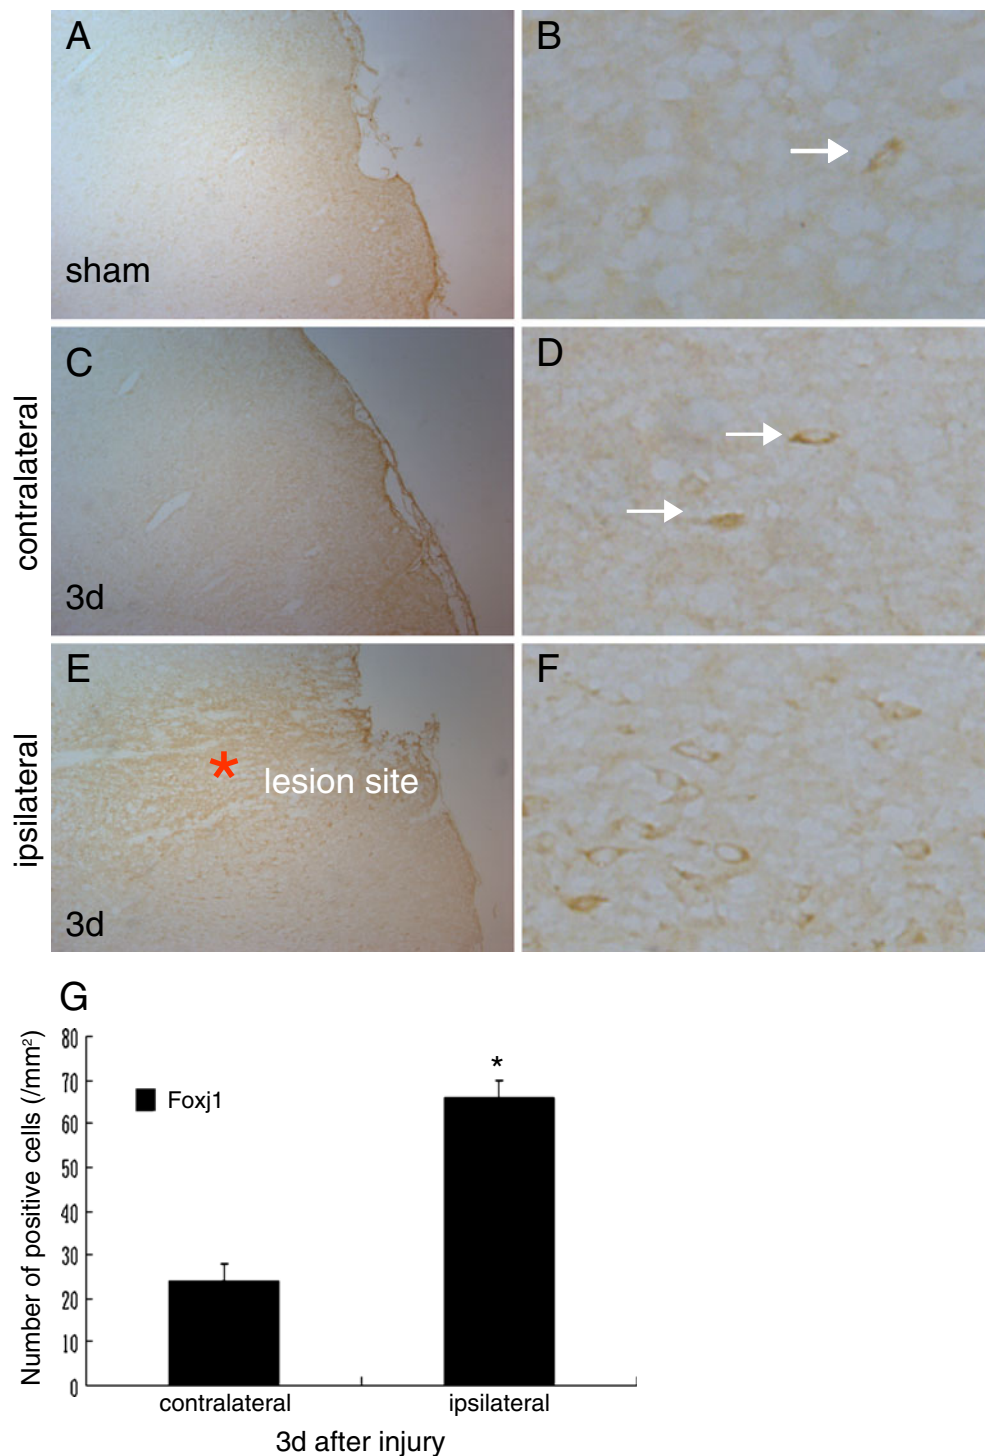 A
B
sham
contralateral
C
D
3d
ipsilateral
E
F
* lesion site
3d
G
Number of positive cells (/mm²)
80
70
60
50
40
30
20
10
0
Foxj1
*
contralateral
ipsilateral
3d after injury